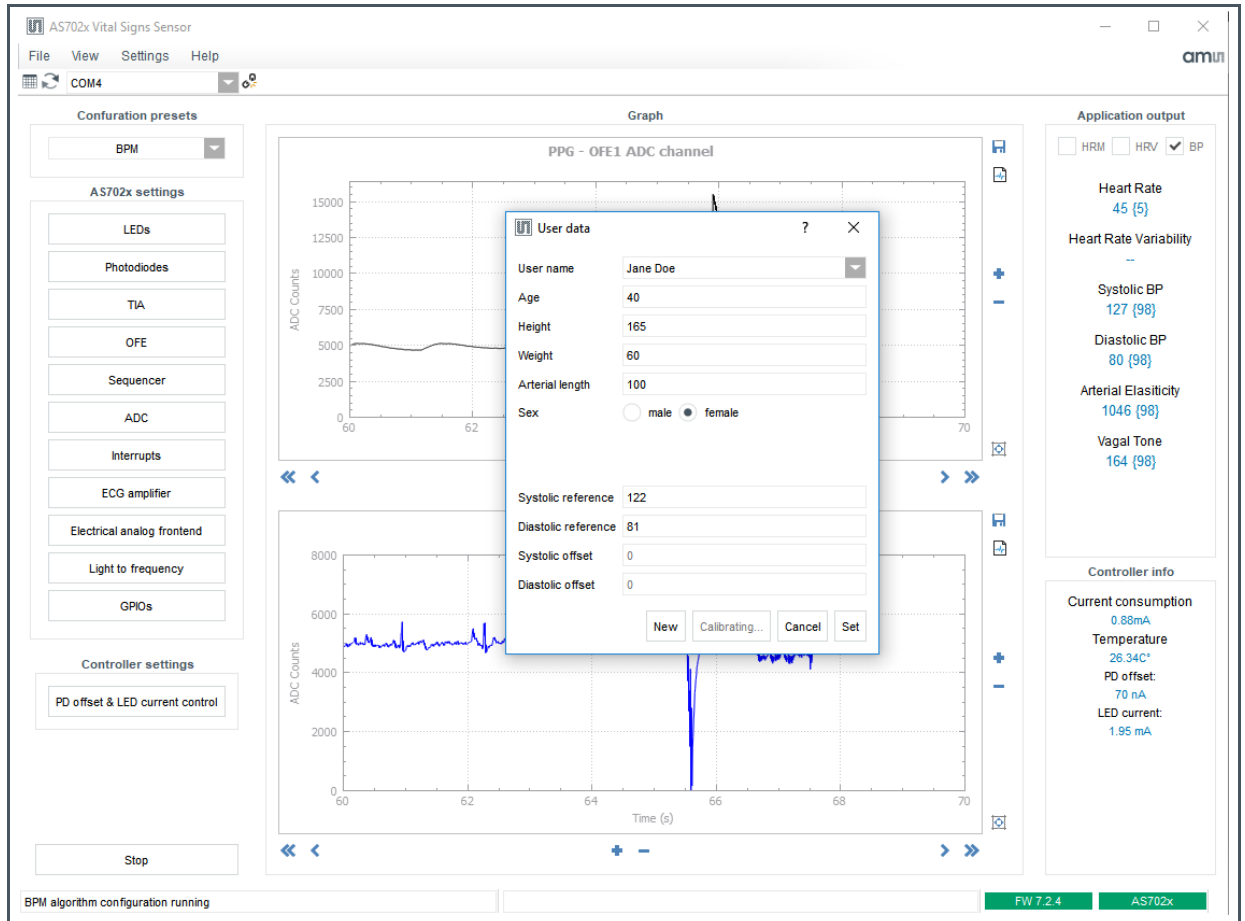 AS702x Vital Signs Sensor
File View Settings Help
amu
COM4
Confuration presets
BPM
AS702x settings
LEDs
Photodiodes
TIA
OFE
Sequencer
ADC
Interrupts
ECG amplifier
Electrical analog frontend
Light to frequency
GPIOs
Controller settings
PD offset & LED current control
Stop
Graph
PPG - OFE1 ADC channel
15000
12500
10000
7500
5000
2500
0
ADC Counts
60 62 70
8000
6000
4000
2000
0
ADC Counts
60 62 64 66 68 70
Time (s)
User data ?
User name Jane Doe
Age 40
Height 165
Weight 60
Arterial length 100
Sex male female
Systolic reference 122
Diastolic reference 81
Systolic offset 0
Diastolic offset 0
New Calibrating... Cancel Set
Application output
HRM HRV BP
Heart Rate
45 {5}
Heart Rate Variability
--
Systolic BP
127 {98}
Diastolic BP
80 {98}
Arterial Elasiticity
1046 {98}
Vagal Tone
164 {98}
Controller info
Current consumption
0.88mA
Temperature
26.34C°
PD offset:
70 nA
LED current:
1.95 mA
BPM algorithm configuration running
FW 7.2.4 AS702x